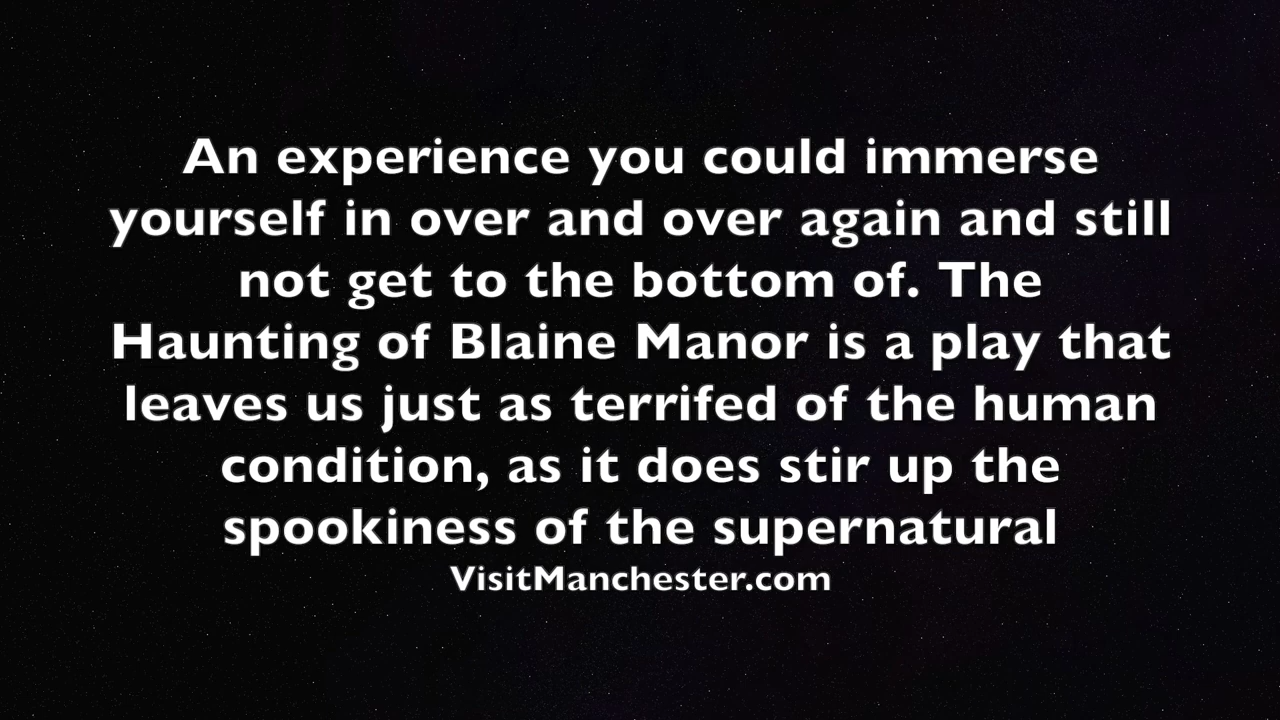 An experience you could immerse
yourself in over and over again and still
not get to the bottom of. The
Haunting of Blaine Manor is a play that
leaves us just as terrifed of the human
condition, as it does stir up the
spookiness of the supernatural
VisitManchester.com